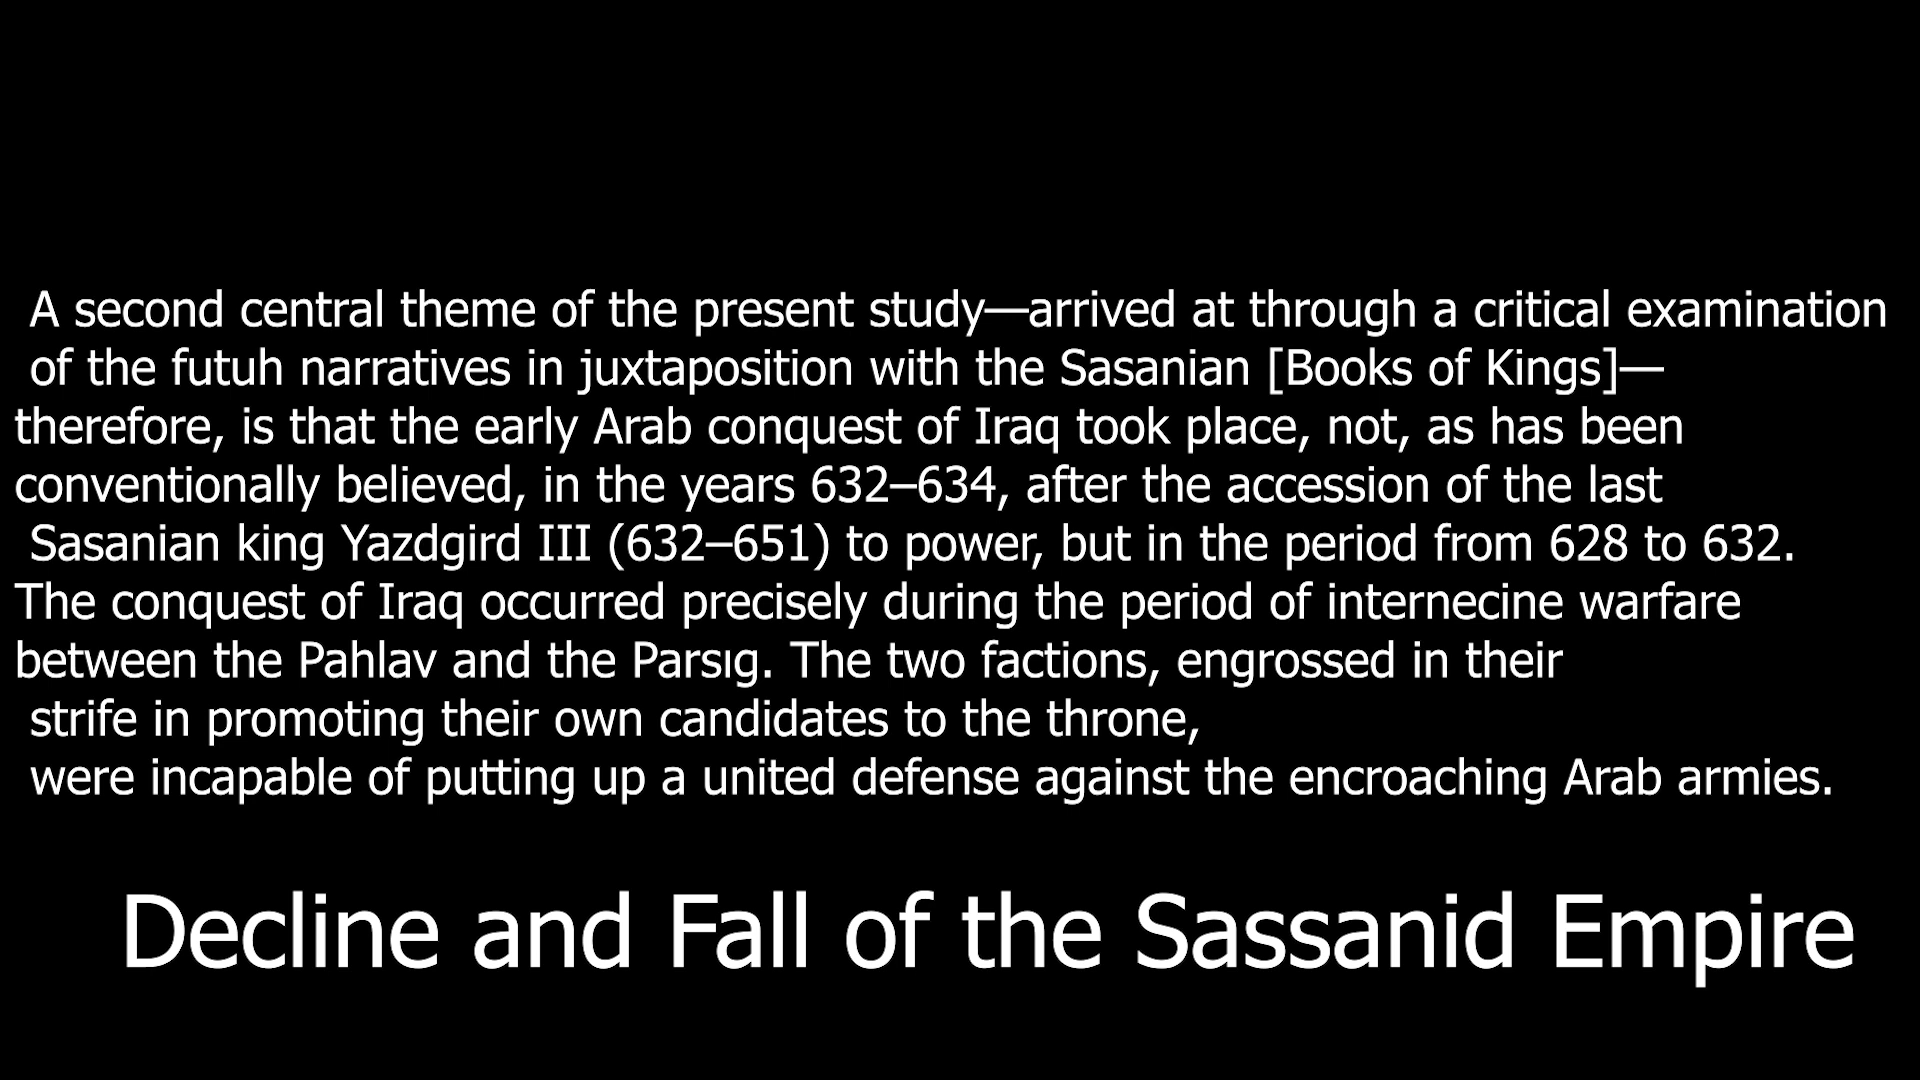 A second central theme of the present study—arrived at through a critical examination
of the futuh narratives in juxtaposition with the Sasanian [Books of Kings]—
therefore, is that the early Arab conquest of Iraq took place, not, as has been
conventionally believed, in the years 632–634, after the accession of the last
Sasanian king Yazdgird III (632–651) to power, but in the period from 628 to 632.
The conquest of Iraq occurred precisely during the period of internecine warfare
between the Pahlav and the Parsıg. The two factions, engrossed in their
strife in promoting their own candidates to the throne,
were incapable of putting up a united defense against the encroaching Arab armies.
Decline and Fall of the Sassanid Empire